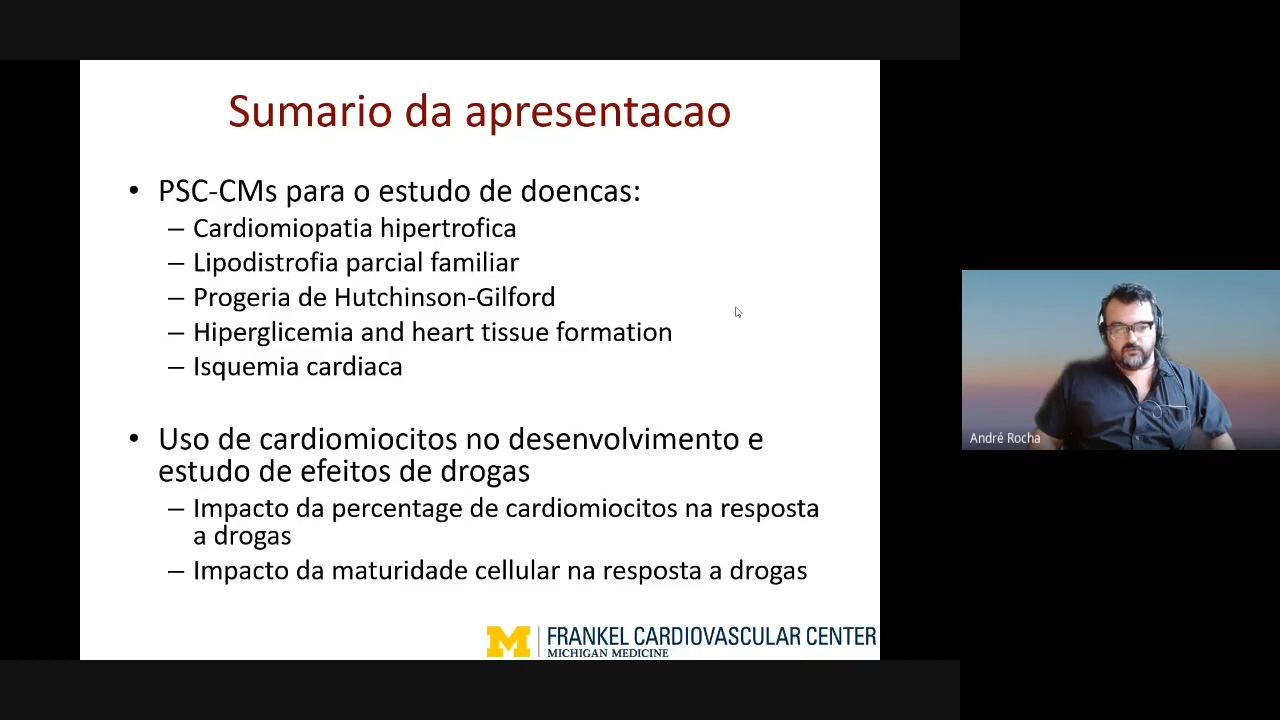 Sumario da apresentacao
• PSC-CMs para o estudo de doencas:
– Cardiomiopatia hipertrofica
– Lipodistrofia parcial familiar
– Progeria de Hutchinson-Gilford
– Hiperglicemia and heart tissue formation
– Isquemia cardiaca
• Uso de cardiomiocitos no desenvolvimento e
estudo de efeitos de drogas
– Impacto da percentage de cardiomiocitos na resposta
a drogas
– Impacto da maturidade cellular na resposta a drogas
M FRANKEL CARDIOVASCULAR CENTER
MICHIGAN MEDICINE
André Rocha